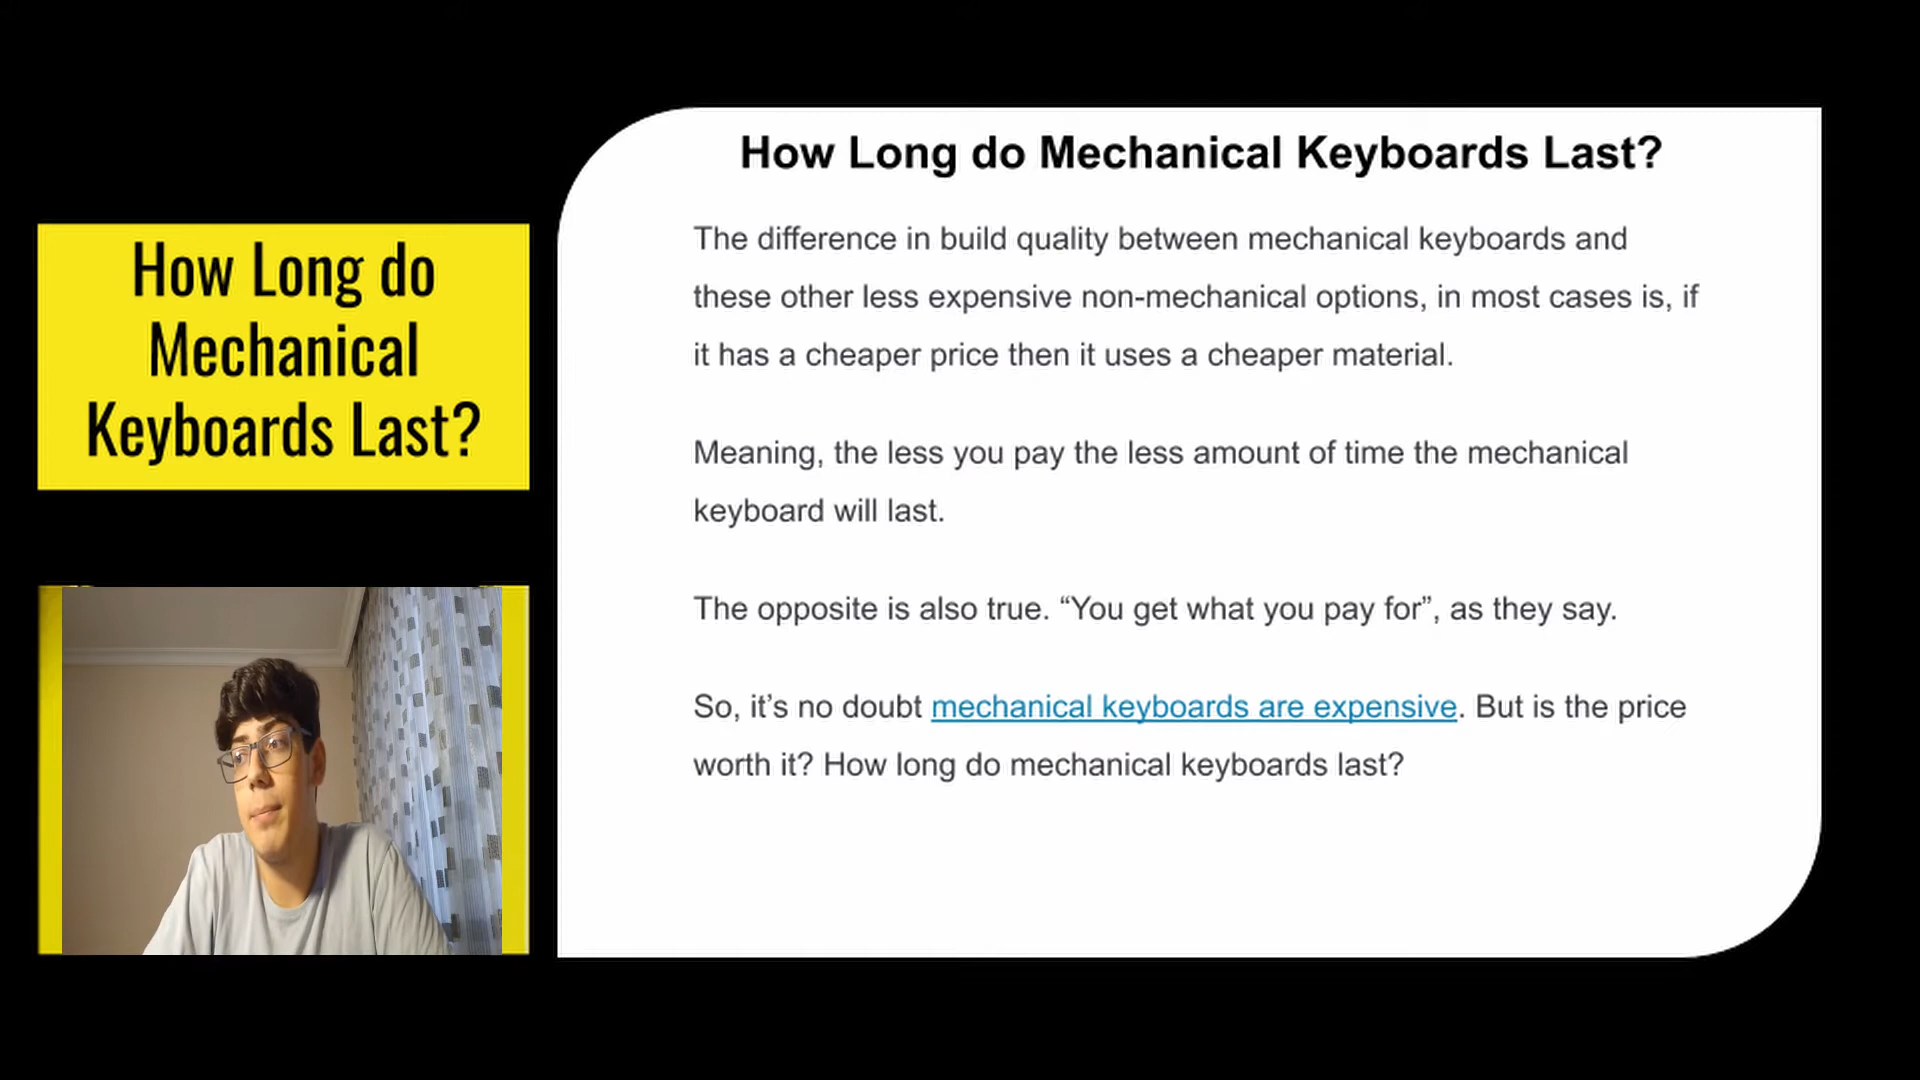 How Long do
Mechanical
Keyboards Last?
How Long do Mechanical Keyboards Last?
The difference in build quality between mechanical keyboards and
these other less expensive non-mechanical options, in most cases is, if
it has a cheaper price then it uses a cheaper material.
Meaning, the less you pay the less amount of time the mechanical
keyboard will last.
The opposite is also true. “You get what you pay for”, as they say.
So, it’s no doubt mechanical keyboards are expensive. But is the price
worth it? How long do mechanical keyboards last?